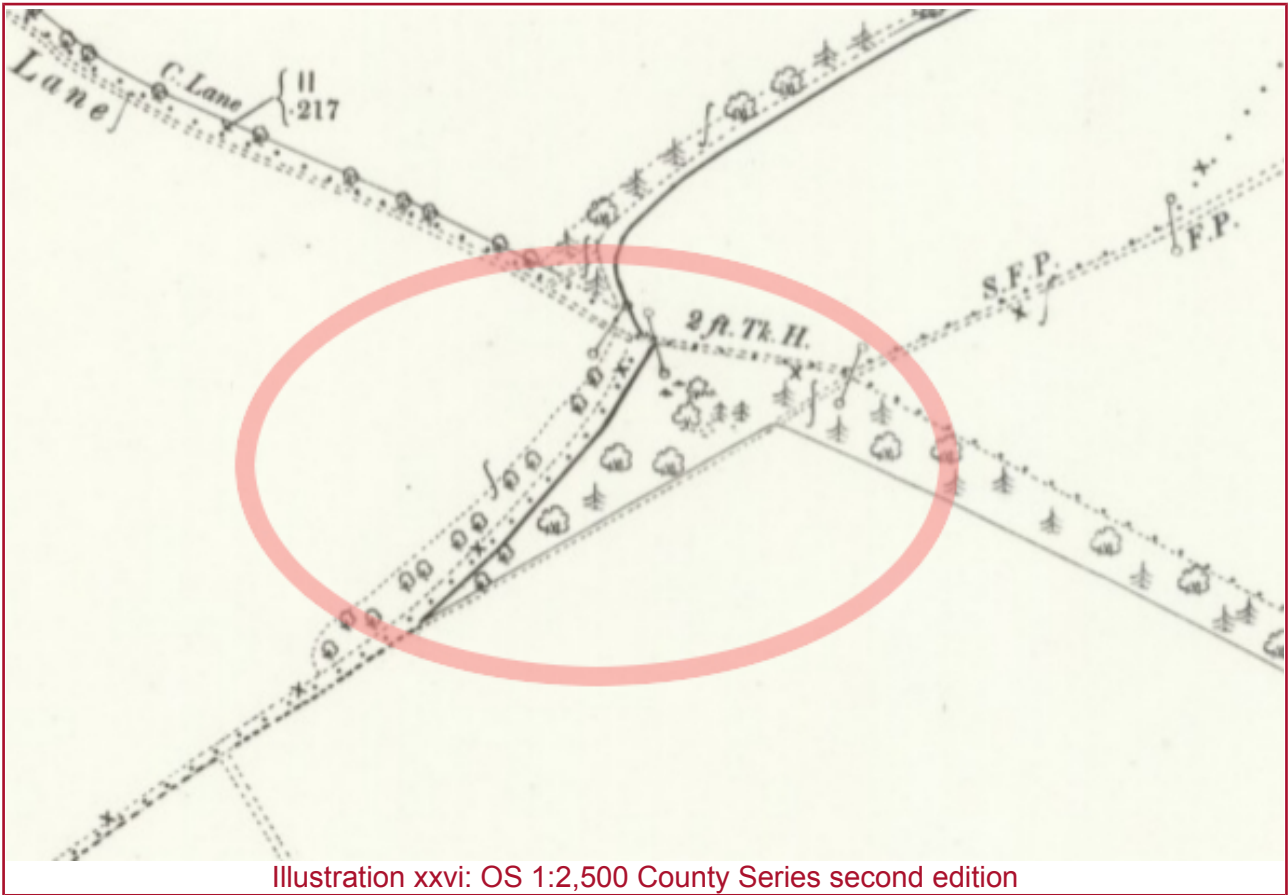 Lane
C. Lane
11
.217
2 ft. Tk. H.
S.F.P.
F.P.
Illustration xxvi: OS 1:2,500 County Series second edition